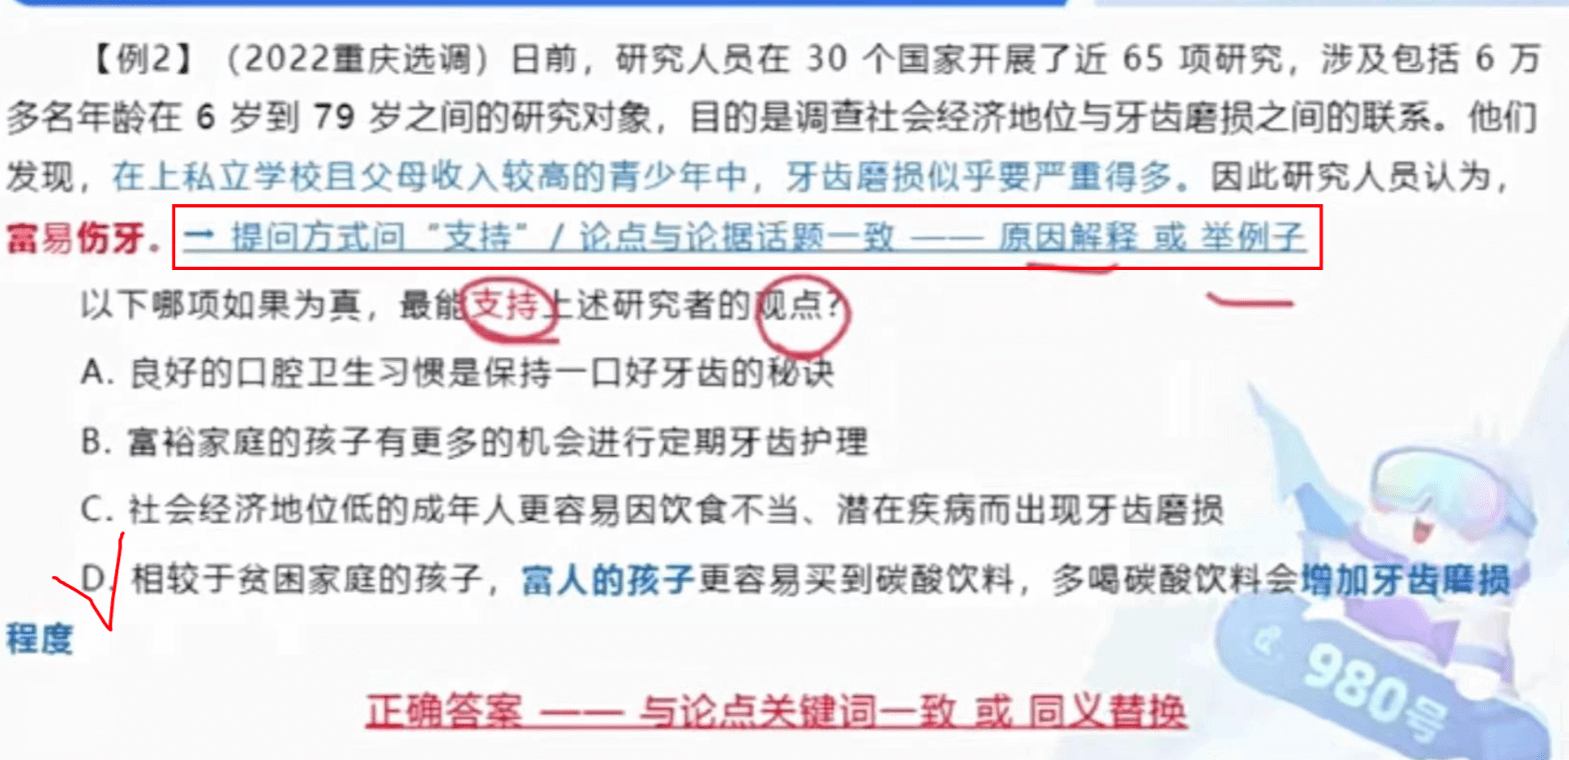 【例2】（2022重庆选调）日前，研究人员在 30 个国家开展了近 65 项研究，涉及包括 6 万
多名年龄在 6 岁到 79 岁之间的研究对象，目的是调查社会经济地位与牙齿磨损之间的联系。他们
发现，在上私立学校且父母收入较高的青少年中，牙齿磨损似乎要严重得多。因此研究人员认为，
富易伤牙。→ 提问方式问“支持” / 论点与论据话题一致 —— 原因解释 或 举例子
以下哪项如果为真，最能支持上述研究者的观点？
A. 良好的口腔卫生习惯是保持一口好牙齿的秘诀
B. 富裕家庭的孩子有更多的机会进行定期牙齿护理
C. 社会经济地位低的成年人更容易因饮食不当、潜在疾病而出现牙齿磨损
D. 相较于贫困家庭的孩子，富人的孩子更容易买到碳酸饮料，多喝碳酸饮料会增加牙齿磨损
程度
正确答案 —— 与论点关键词一致 或 同义替换
980号